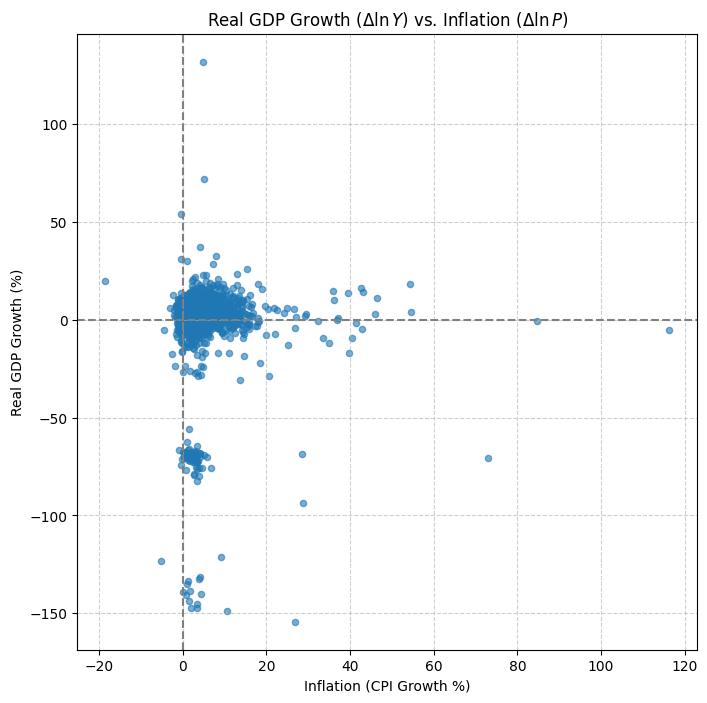 Real GDP Growth (Δln Y) vs. Inflation (Δln P)
Real GDP Growth (%)
100
50
0
−50
−100
−150
−20 0 20 40 60 80 100 120
Inflation (CPI Growth %)